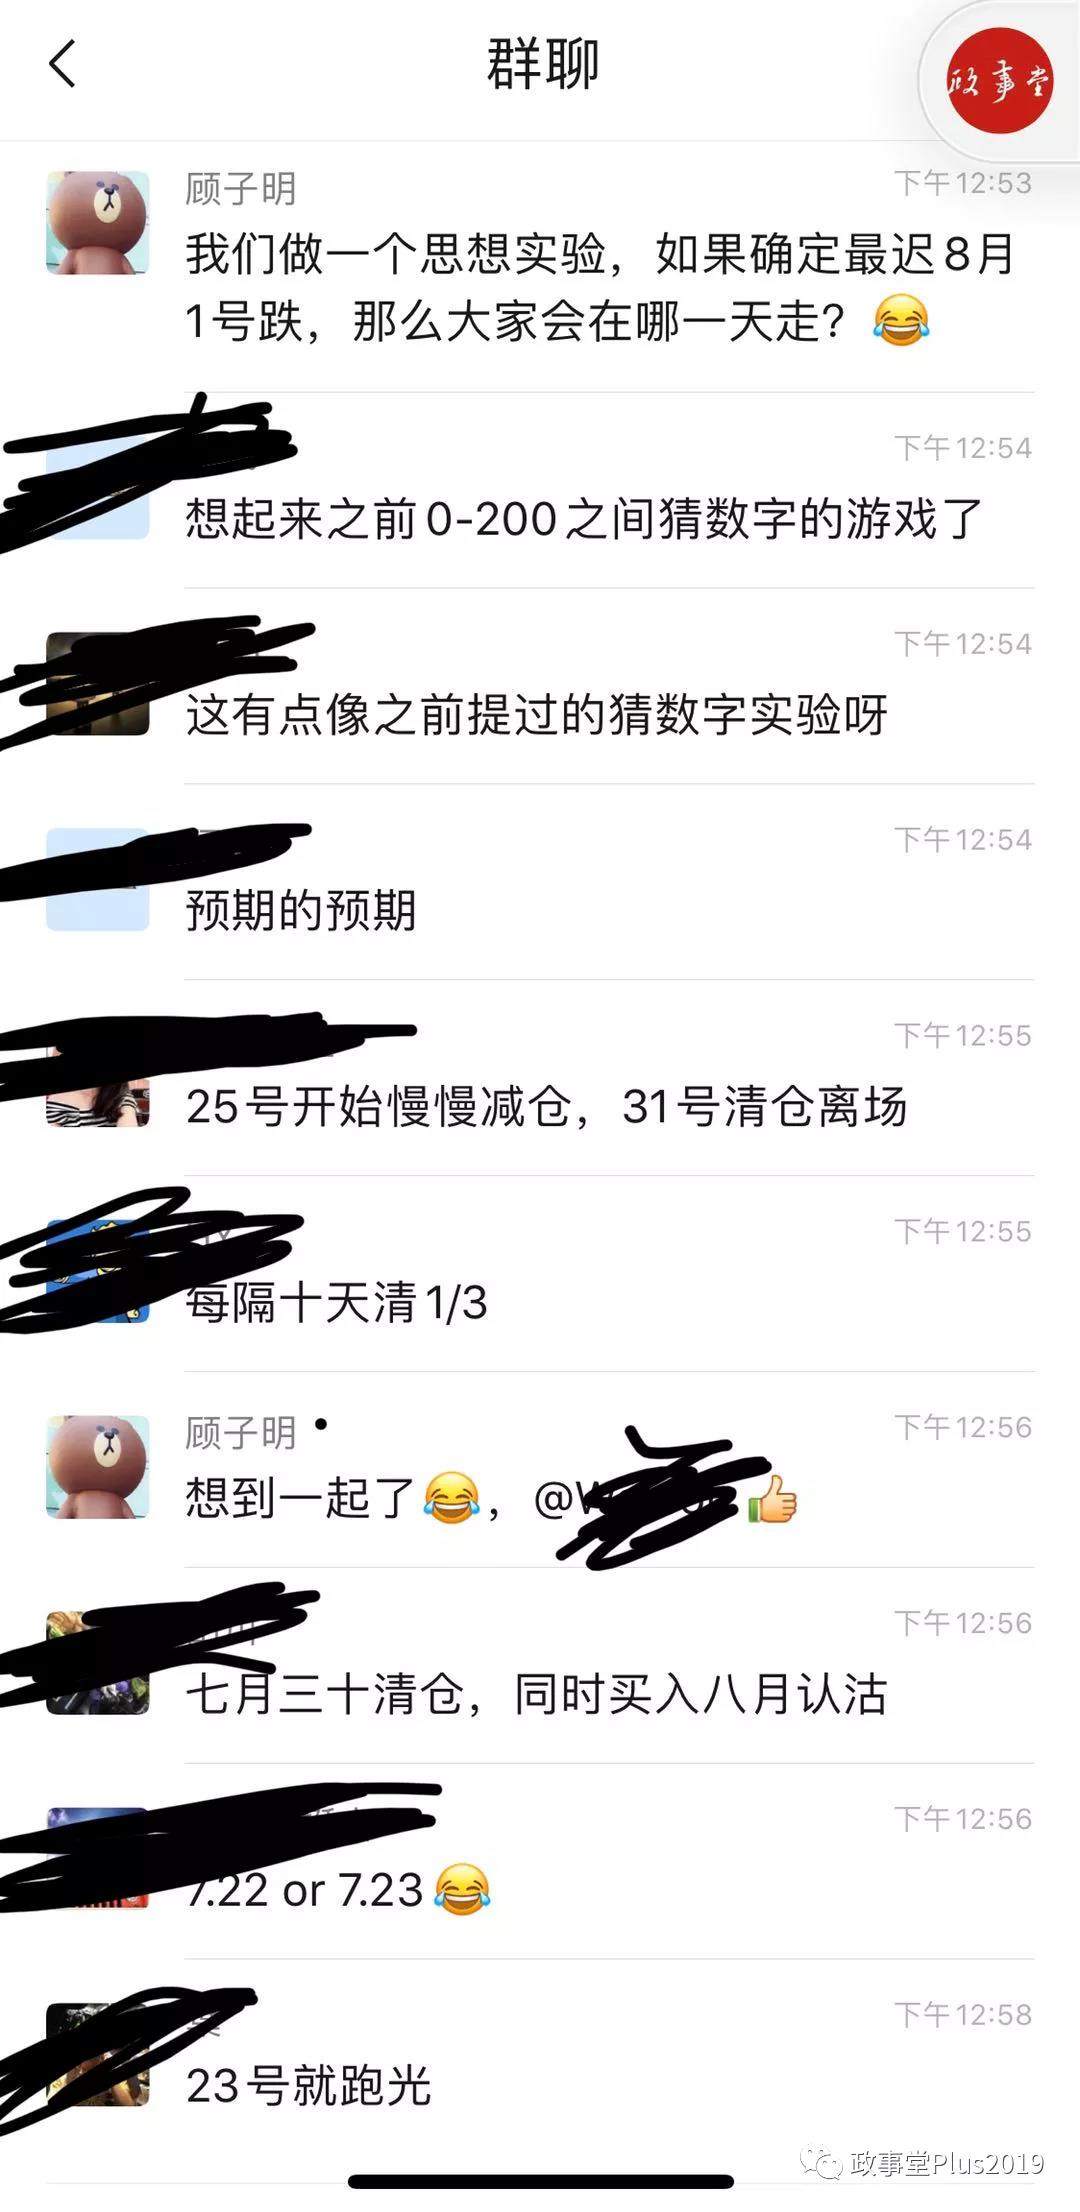 群聊
政事堂
顾子明
下午12:53
我们做一个思想实验，如果确定最迟8月
1号跌，那么大家会在哪一天走？😂
下午12:54
想起来之前0-200之间猜数字的游戏了
下午12:54
这有点像之前提过的猜数字实验呀
下午12:54
预期的预期
下午12:55
25号开始慢慢减仓，31号清仓离场
下午12:55
每隔十天清1/3
顾子明
下午12:56
想到一起了😂，@ 👍
下午12:56
七月三十清仓，同时买入八月认沽
下午12:56
7.22 or 7.23😂
下午12:58
23号就跑光
政事堂Plus2019